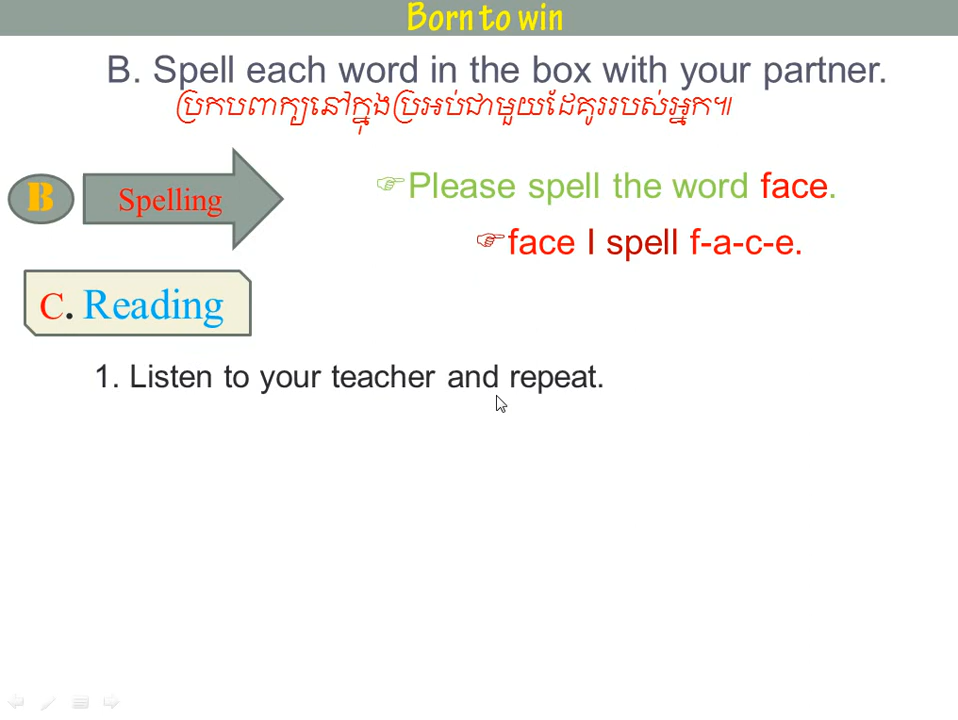 Born to win
B. Spell each word in the box with your partner.
ប្រកបពាក្យនៅក្នុងប្រអប់ជាមួយដៃគូររបស់អ្នក៕
B
Spelling
☞Please spell the word face.
☞face I spell f-a-c-e.
C. Reading
1. Listen to your teacher and repeat.